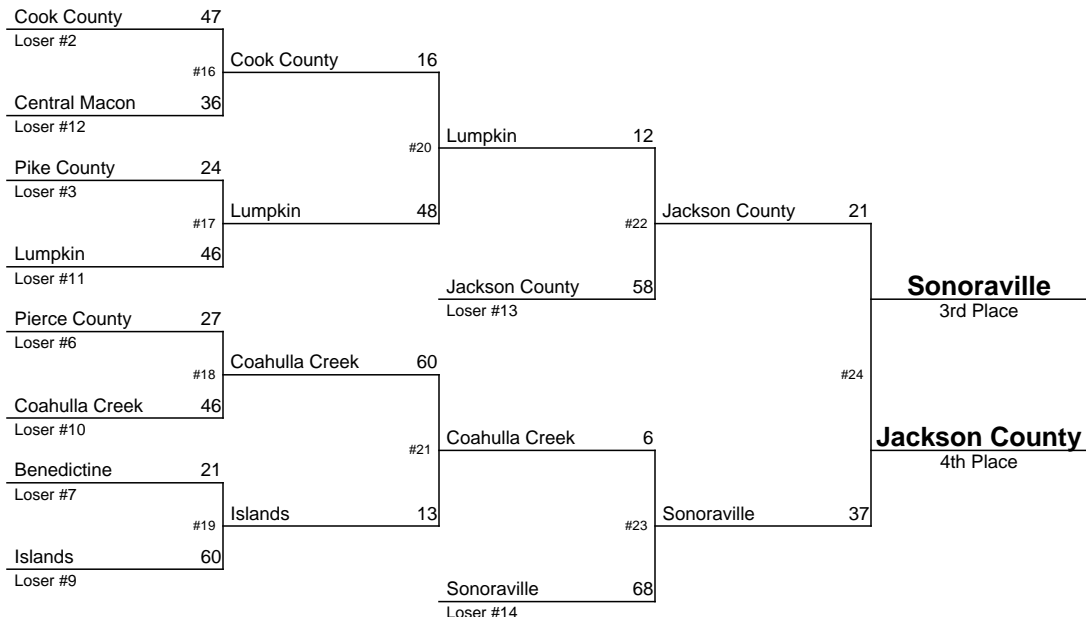 Cook County 47
Loser #2
#16 Cook County 16
Central Macon 36
Loser #12
#20 Lumpkin 12
Pike County 24
Loser #3
#17 Lumpkin 48
#22 Jackson County 21
Lumpkin 46
Loser #11
Jackson County 58
Loser #13
Sonoraville
3rd Place
Pierce County 27
Loser #6
#18 Coahulla Creek 60
#24
Coahulla Creek 46
Loser #10
#21 Coahulla Creek 6
Jackson County
4th Place
Benedictine 21
Loser #7
#19 Islands 13
#23 Sonoraville 37
Islands 60
Loser #9
Sonoraville 68
Loser #14